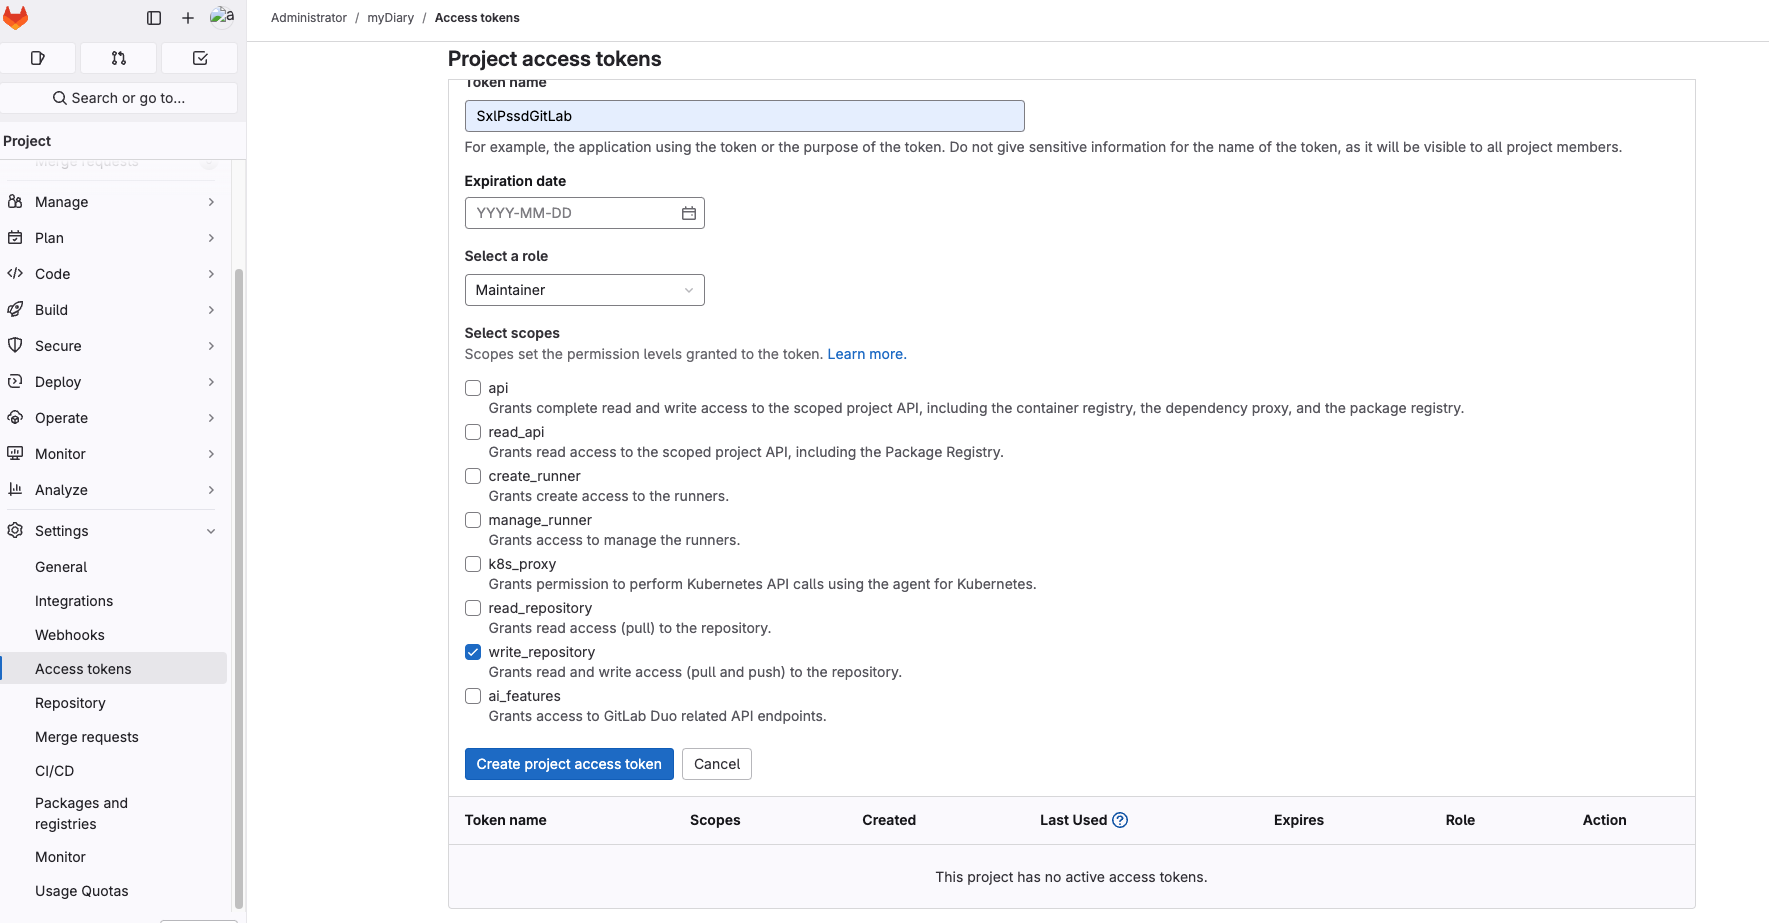 a
Administrator / myDiary / Access tokens
Search or go to...
Project
Merge requests
Manage
Plan
Code
Build
Secure
Deploy
Operate
Monitor
Analyze
Settings
General
Integrations
Webhooks
Access tokens
Repository
Merge requests
CI/CD
Packages and
registries
Monitor
Usage Quotas
Project access tokens
Token name
SxlPssdGitLab
For example, the application using the token or the purpose of the token. Do not give sensitive information for the name of the token, as it will be visible to all project members.
Expiration date
YYYY-MM-DD
Select a role
Maintainer
Select scopes
Scopes set the permission levels granted to the token. Learn more.
api
Grants complete read and write access to the scoped project API, including the container registry, the dependency proxy, and the package registry.
read_api
Grants read access to the scoped project API, including the Package Registry.
create_runner
Grants create access to the runners.
manage_runner
Grants access to manage the runners.
k8s_proxy
Grants permission to perform Kubernetes API calls using the agent for Kubernetes.
read_repository
Grants read access (pull) to the repository.
write_repository
Grants read and write access (pull and push) to the repository.
ai_features
Grants access to GitLab Duo related API endpoints.
Create project access token Cancel
Token name Scopes Created Last Used Expires Role Action
This project has no active access tokens.